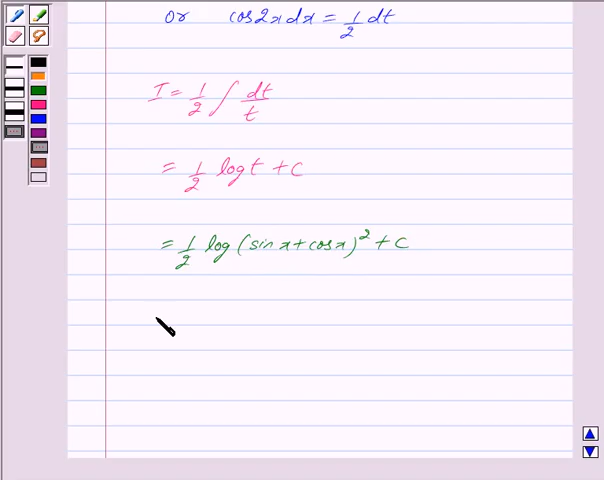 or cos2x dx = 1/2 dt
I = 1/2 ∫ dt/t
= 1/2 log t + C
= 1/2 log (sin x + cos x)² + C